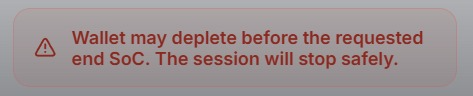 Wallet may deplete before the requested
end SoC. The session will stop safely.